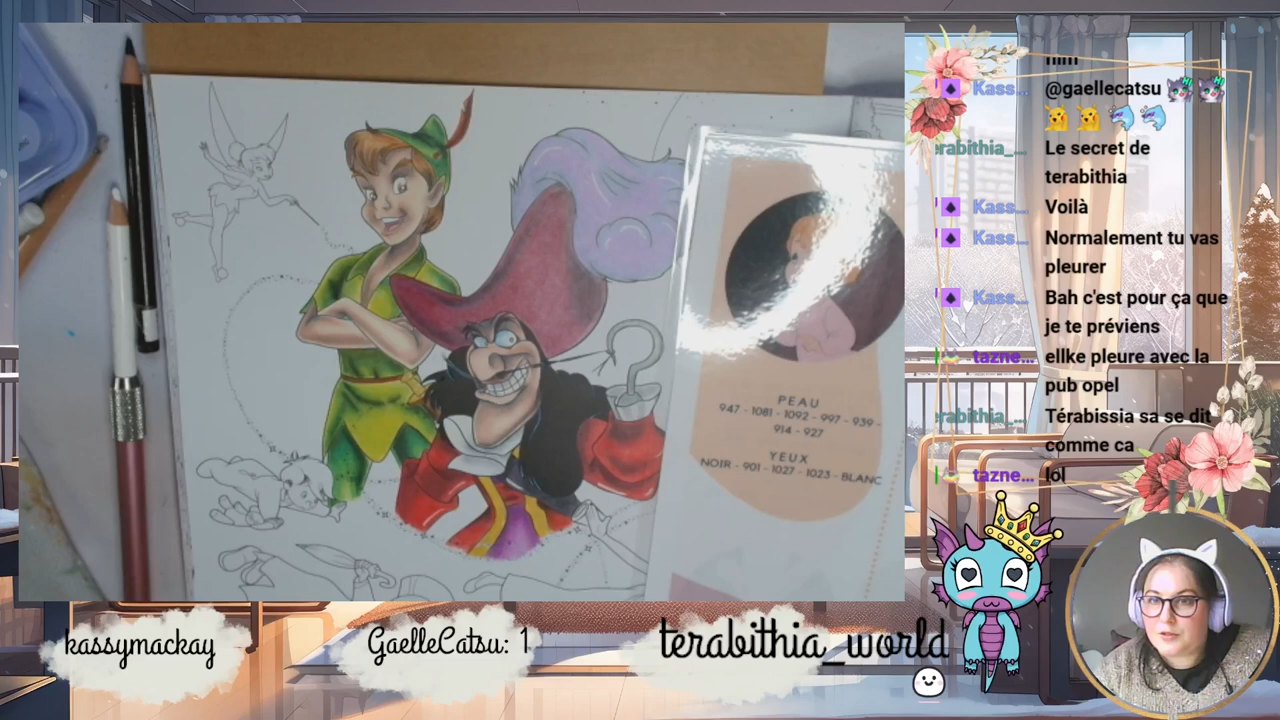 @gaellecatsu
Le secret de
terabithia
Kass...
Voilà
Kass...
Normalement tu vas
pleurer
Kass...
Bah c'est pour ça que
je te préviens
Kass...
tazne...
ellke pleure avec la
pub opel
Térabissia sa se dit
comme ca
tazne...
lol
PEAU
947 - 1081 - 1092 - 997 - 939 -
914 - 927
YEUX
NOIR - 901 - 1027 - 1023 - BLANC
kassymackay
GaelleCatsu: 1
terabithia_world